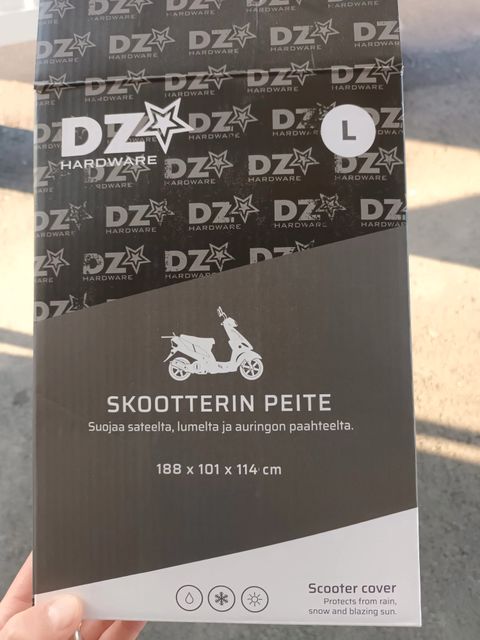 DZ
HARDWARE
L
SKOOTTERIN PEITE
Suojaa sateelta, lumelta ja auringon paahteelta.
188 x 101 x 114 cm
Scooter cover
Protects from rain,
snow and blazing sun.